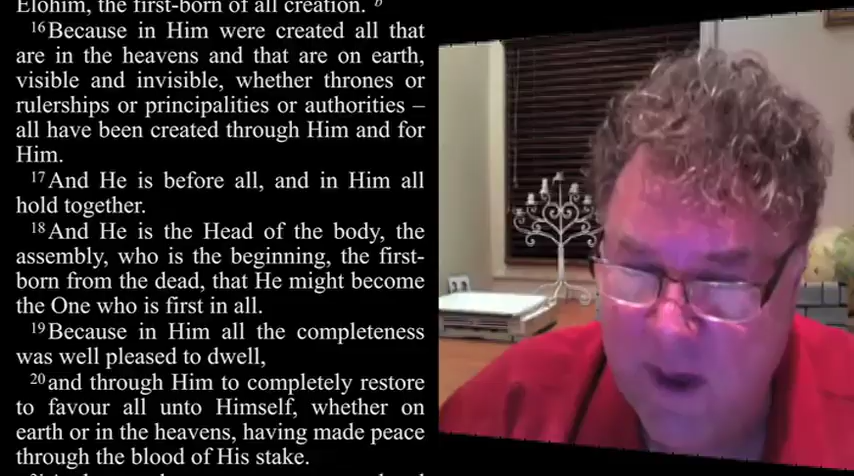 Elohim, the first-born of all creation. b
16Because in Him were created all that
are in the heavens and that are on earth,
visible and invisible, whether thrones or
rulerships or principalities or authorities –
all have been created through Him and for
Him.
17And He is before all, and in Him all
hold together.
18And He is the Head of the body, the
assembly, who is the beginning, the first-
born from the dead, that He might become
the One who is first in all.
19Because in Him all the completeness
was well pleased to dwell,
20and through Him to completely restore
to favour all unto Himself, whether on
earth or in the heavens, having made peace
through the blood of His stake.